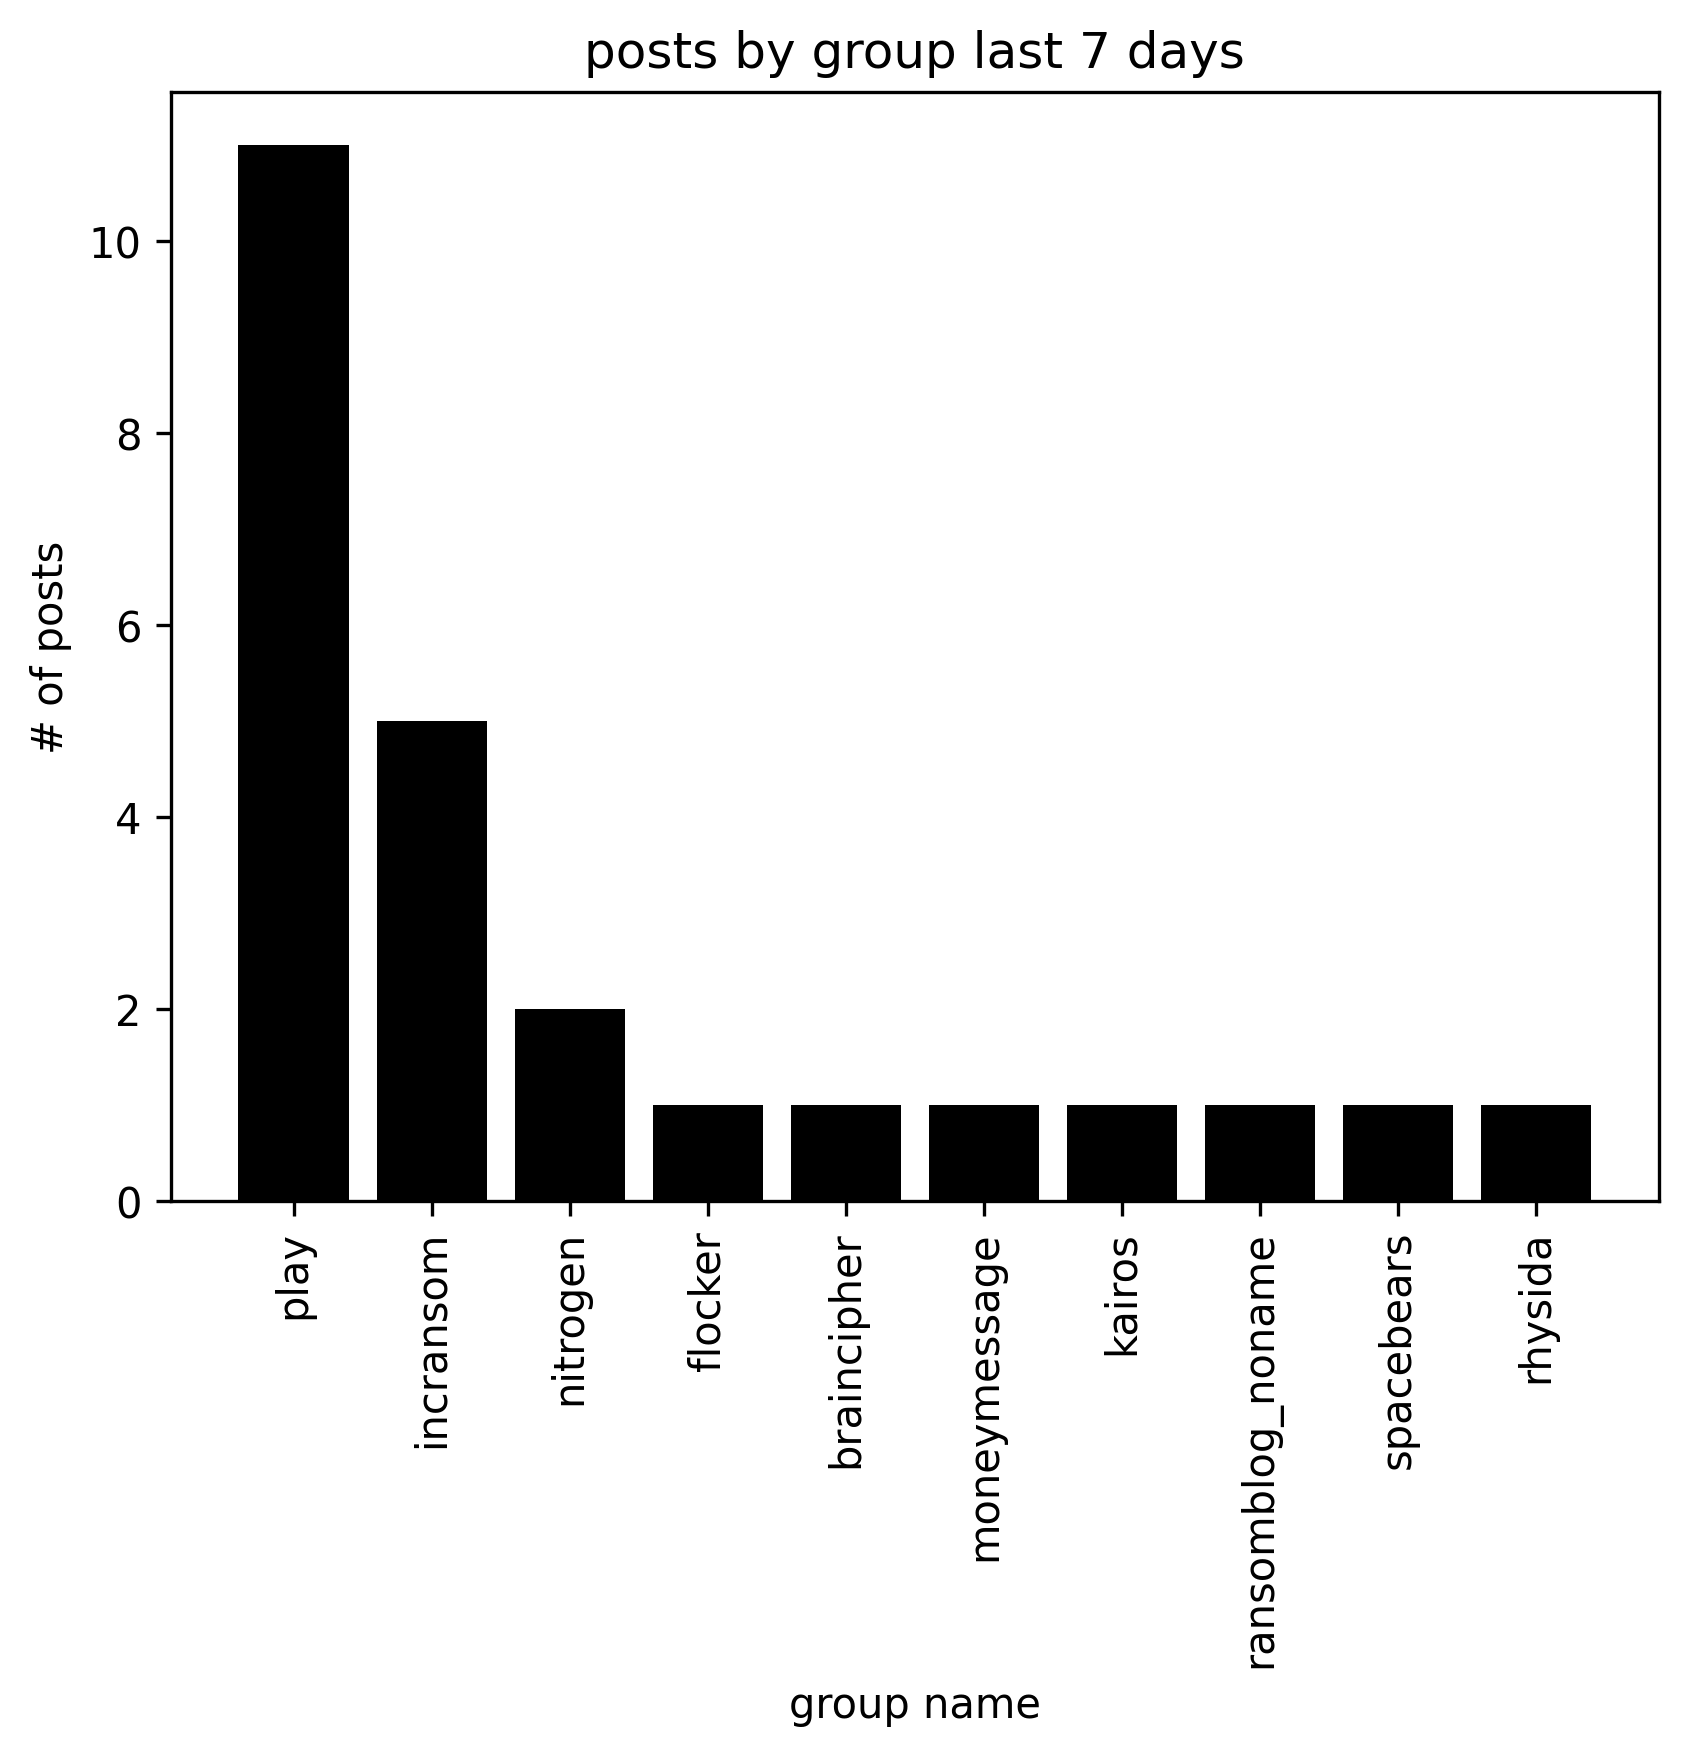 posts by group last 7 days
# of posts
10
8
6
4
2
0
play
incransom
nitrogen
flocker
braincipher
moneymessage
kairos
ransomblog_noname
spacebears
rhysida
group name